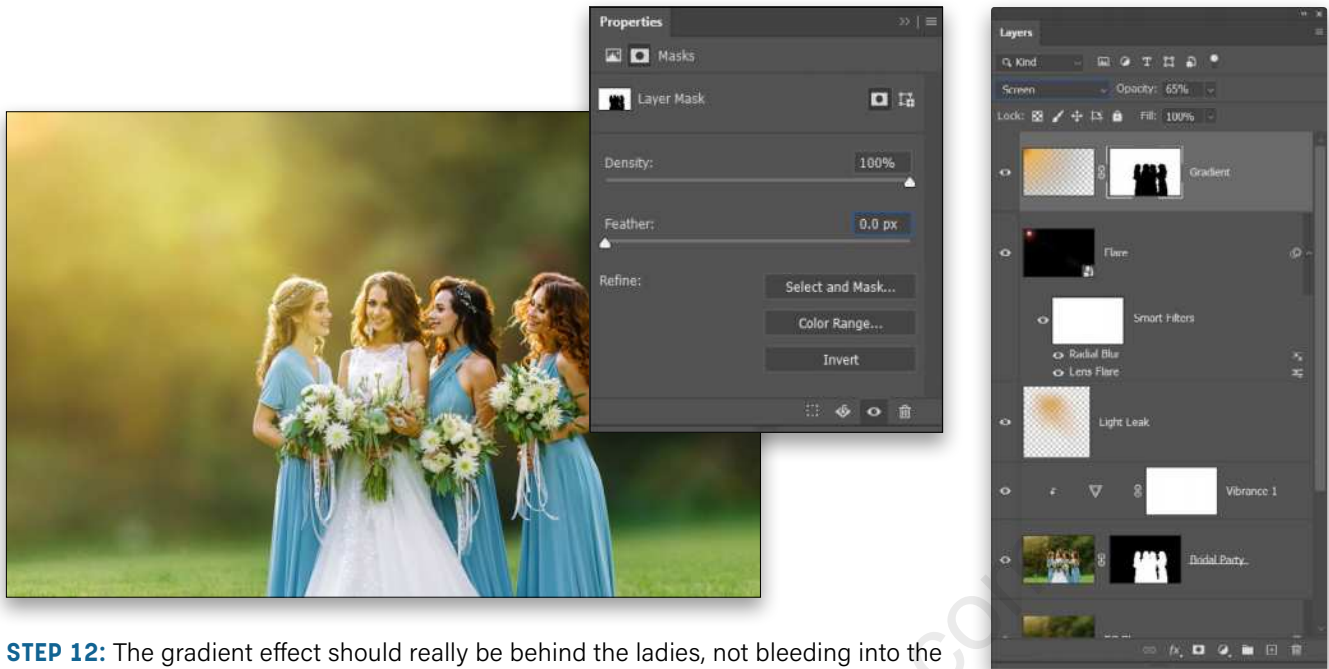 Properties
Masks
Layer Mask
Density: 100%
Feather: 0.0 px
Refine: Select and Mask...
Color Range...
Invert
Layers
Kind
Screen Opacity: 65%
Lock: Fill: 100%
Gradient
Flare
Smart Filters
Radial Blur
Lens Flare
Light Leak
Vibrance 1
Bridal Party
fx
STEP 12: The gradient effect should really be behind the ladies, not bleeding into the